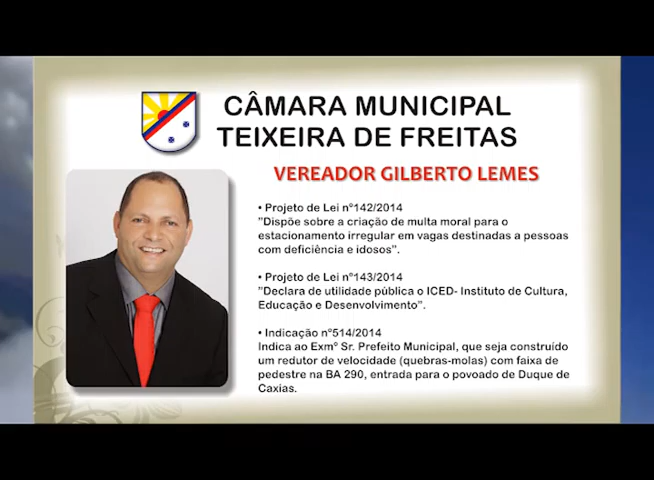 CÂMARA MUNICIPAL
TEIXEIRA DE FREITAS
VEREADOR GILBERTO LEMES
• Projeto de Lei nº142/2014
"Dispõe sobre a criação de multa moral para o
estacionamento irregular em vagas destinadas a pessoas
com deficiência e idosos".
• Projeto de Lei nº143/2014
"Declara de utilidade pública o ICED- Instituto de Cultura,
Educação e Desenvolvimento".
• Indicação nº514/2014
Indica ao Exmº Sr. Prefeito Municipal, que seja construído
um redutor de velocidade (quebras-molas) com faixa de
pedestre na BA 290, entrada para o povoado de Duque de
Caxias.